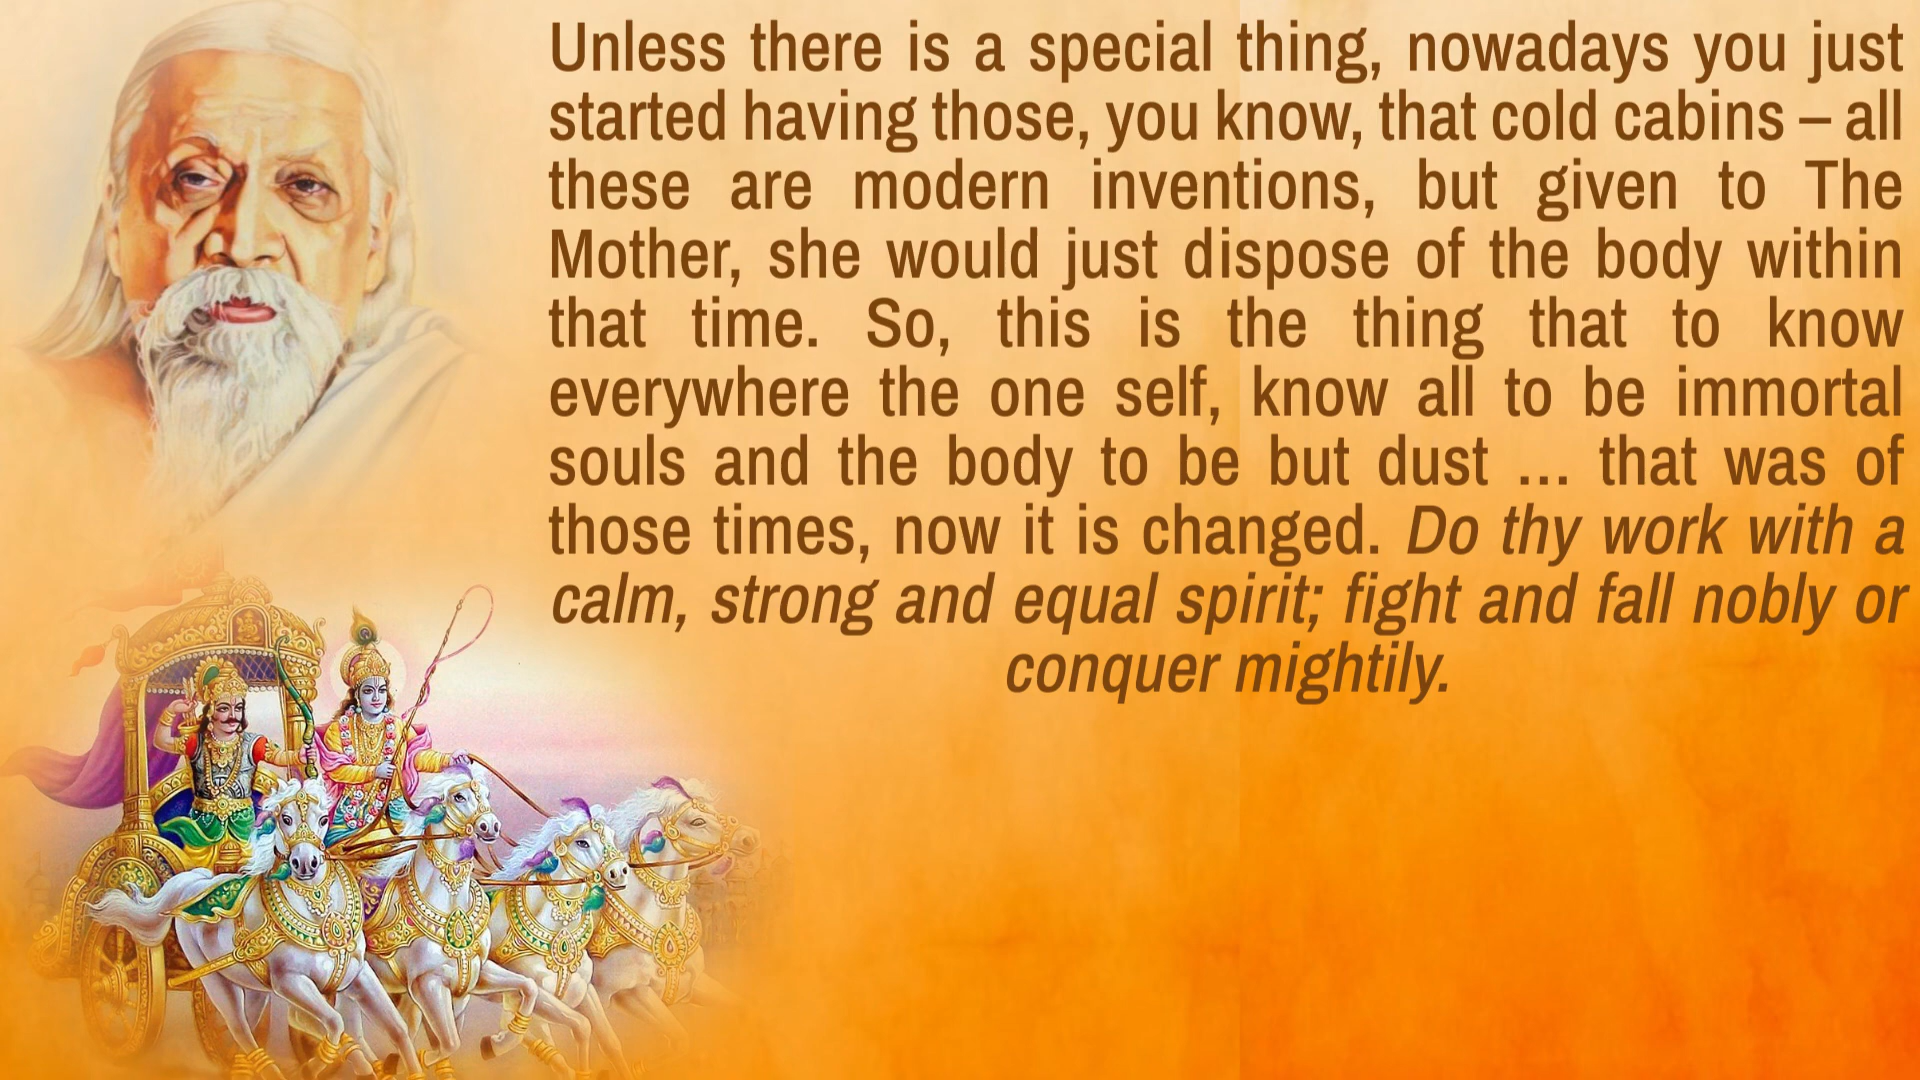 Unless there is a special thing, nowadays you just
started having those, you know, that cold cabins – all
these are modern inventions, but given to The
Mother, she would just dispose of the body within
that time. So, this is the thing that to know
everywhere the one self, know all to be immortal
souls and the body to be but dust … that was of
those times, now it is changed. Do thy work with a
calm, strong and equal spirit; fight and fall nobly or
conquer mightily.